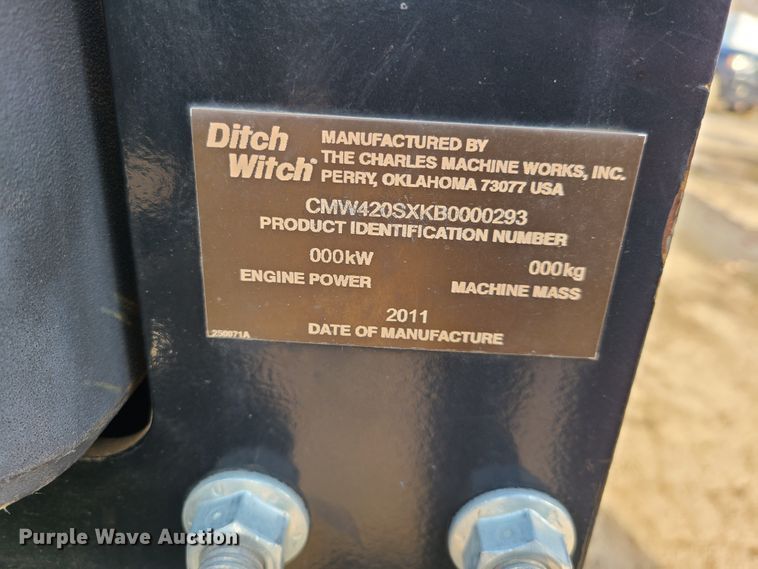 Ditch Witch®
MANUFACTURED BY
THE CHARLES MACHINE WORKS, INC.
PERRY, OKLAHOMA 73077 USA
CMW420SXKB0000293
PRODUCT IDENTIFICATION NUMBER
000kW
ENGINE POWER
000kg
MACHINE MASS
2011
DATE OF MANUFACTURE
250071A
Purple Wave Auction